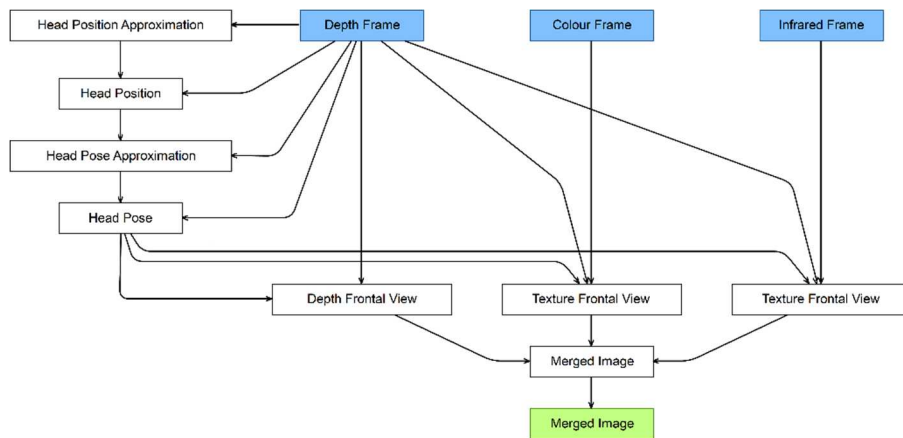 Head Position Approximation
Depth Frame
Colour Frame
Infrared Frame
Head Position
Head Pose Approximation
Head Pose
Depth Frontal View
Texture Frontal View
Texture Frontal View
Merged Image
Merged Image